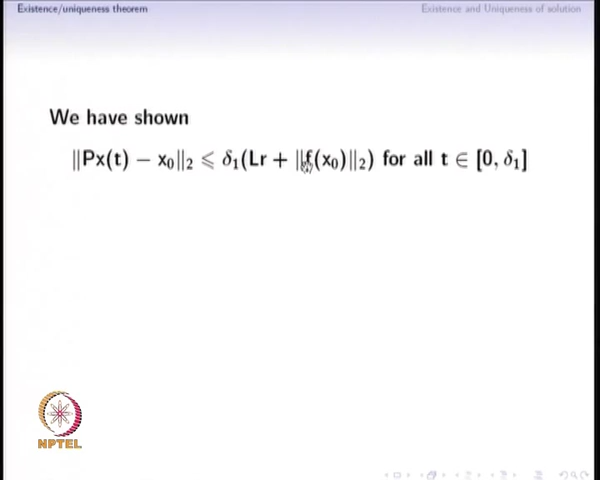 Existence/uniqueness theorem
Existence and Uniqueness of solution
We have shown
‖Px(t) − x₀‖₂ ⩽ δ₁(Lr + ‖f(x₀)‖₂) for all t ∈ [0, δ₁]
NPTEL